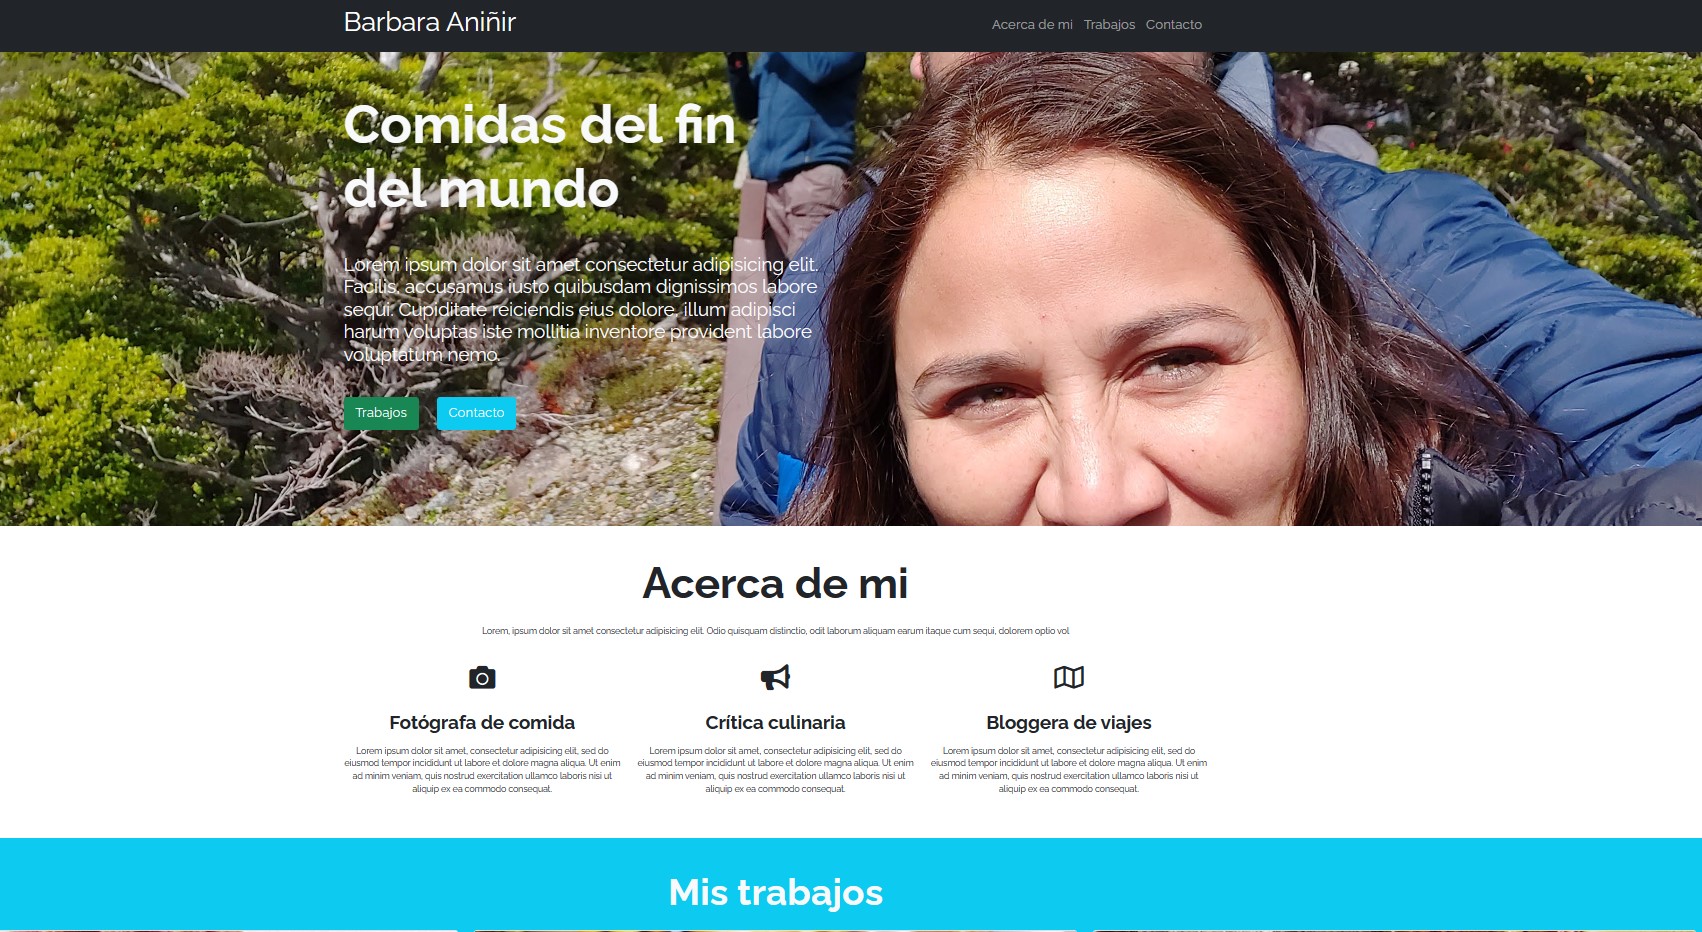 Barbara Aniñir
Acerca de mi Trabajos Contacto
Comidas del fin
del mundo
Lorem ipsum dolor sit amet consectetur adipisicing elit.
Facilis, accusamus iusto quibusdam dignissimos labore
sequi. Cupiditate reiciendis eius dolore, illum adipisci
harum voluptas iste mollitia inventore provident labore
voluptatum nemo.
Trabajos Contacto
Acerca de mi
Lorem, ipsum dolor sit amet consectetur adipisicing elit. Odio quisquam distinctio, odit laborum aliquam earum itaque cum sequi, dolorem optio vol
Fotógrafa de comida
Lorem ipsum dolor sit amet, consectetur adipisicing elit, sed do
eiusmod tempor incididunt ut labore et dolore magna aliqua. Ut enim
ad minim veniam, quis nostrud exercitation ullamco laboris nisi ut
aliquip ex ea commodo consequat.
Crítica culinaria
Lorem ipsum dolor sit amet, consectetur adipisicing elit, sed do
eiusmod tempor incididunt ut labore et dolore magna aliqua. Ut enim
ad minim veniam, quis nostrud exercitation ullamco laboris nisi ut
aliquip ex ea commodo consequat.
Bloggera de viajes
Lorem ipsum dolor sit amet, consectetur adipisicing elit, sed do
eiusmod tempor incididunt ut labore et dolore magna aliqua. Ut enim
ad minim veniam, quis nostrud exercitation ullamco laboris nisi ut
aliquip ex ea commodo consequat.
Mis trabajos